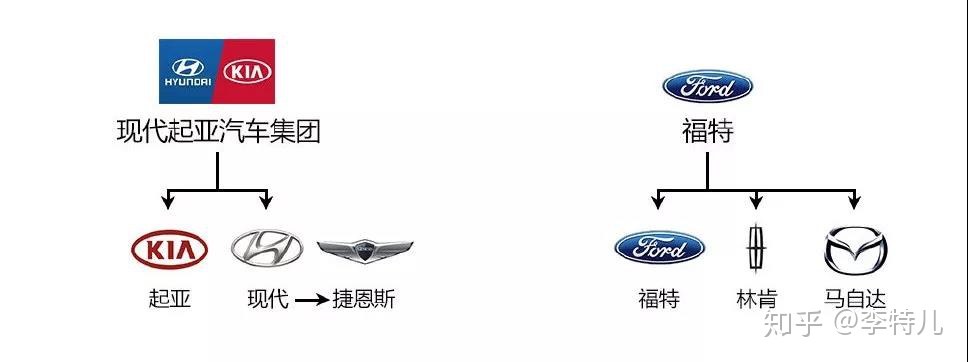 HYUNDAI KIA
现代起亚汽车集团
Ford
福特
KIA
GENESIS
起亚 现代 捷恩斯
Ford
福特 林肯 马自达
知乎 @李特儿